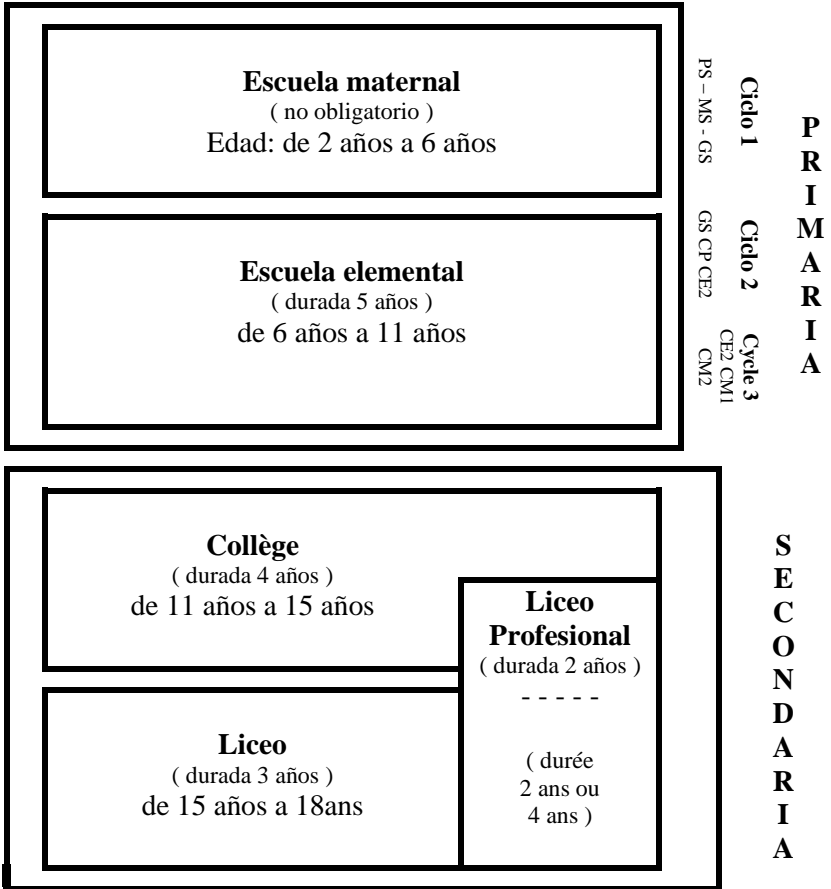 Escuela maternal
( no obligatorio )
Edad: de 2 años a 6 años
Ciclo 1
PS – MS - GS
Escuela elemental
( durada 5 años )
de 6 años a 11 años
Ciclo 2
GS CP CE2
Cycle 3
CE2 CM1
CM2
PRIMARIA
Collège
( durada 4 años )
de 11 años a 15 años
Liceo
Profesional
( durada 2 años )
- - - - -
( durée
2 ans ou
4 ans )
Liceo
( durada 3 años )
de 15 años a 18ans
SECONDARIA